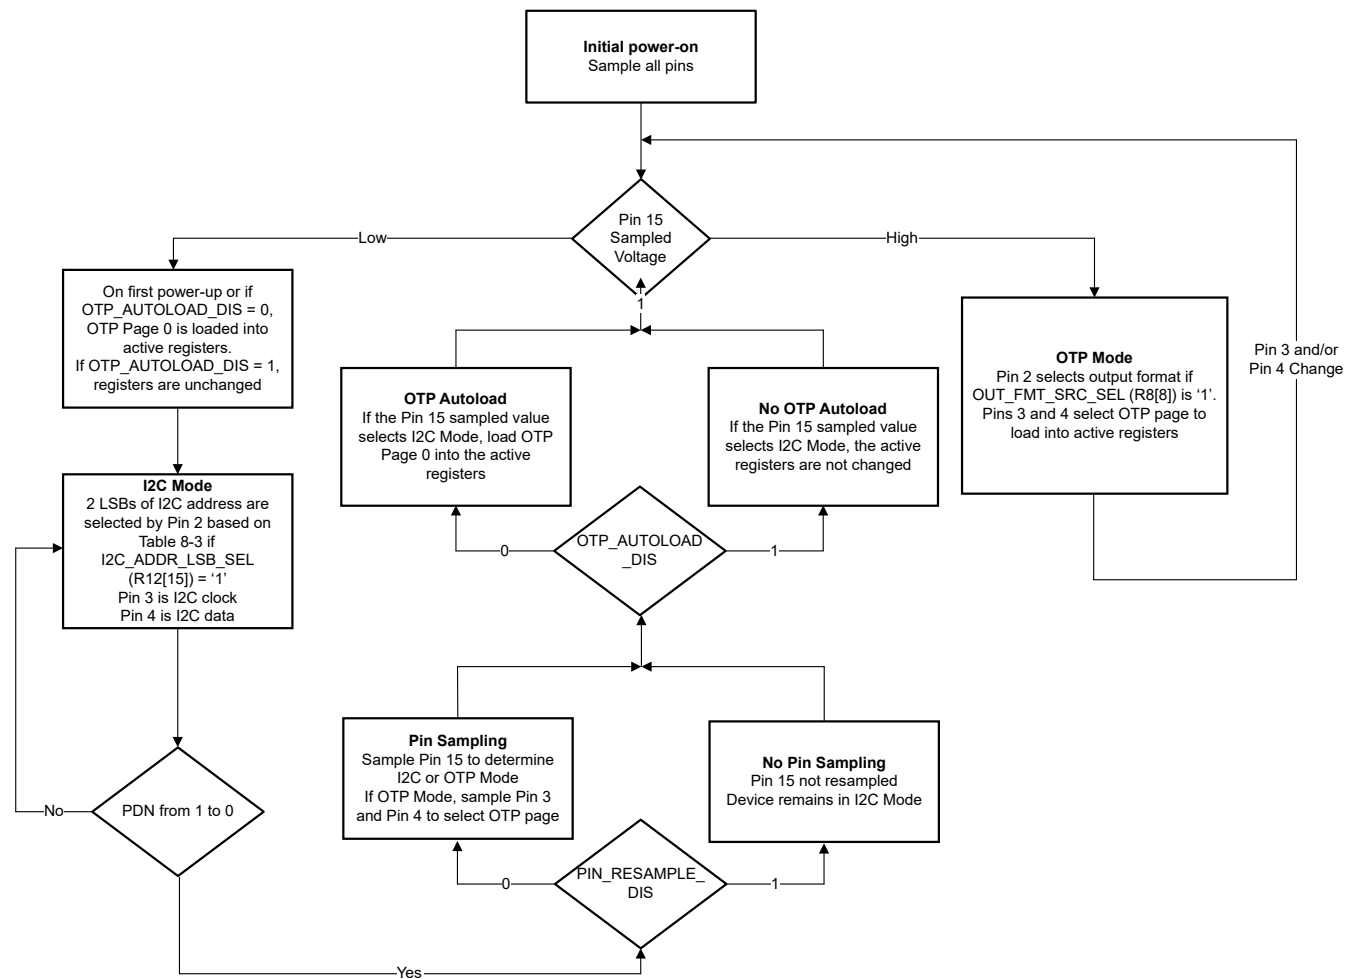 Initial power-on
Sample all pins
Pin 15
Sampled
Voltage
Low
High
On first power-up or if
OTP_AUTOLOAD_DIS = 0,
OTP Page 0 is loaded into
active registers.
If OTP_AUTOLOAD_DIS = 1,
registers are unchanged
1
OTP Autoload
If the Pin 15 sampled value
selects I2C Mode, load OTP
Page 0 into the active
registers
No OTP Autoload
If the Pin 15 sampled value
selects I2C Mode, the active
registers are not changed
OTP Mode
Pin 2 selects output format if
OUT_FMT_SRC_SEL (R8[8]) is ‘1’.
Pins 3 and 4 select OTP page to
load into active registers
Pin 3 and/or
Pin 4 Change
I2C Mode
2 LSBs of I2C address are
selected by Pin 2 based on
Table 8-3 if
I2C_ADDR_LSB_SEL
(R12[15]) = ‘1’
Pin 3 is I2C clock
Pin 4 is I2C data
OTP_AUTOLOAD
_DIS
0
1
Pin Sampling
Sample Pin 15 to determine
I2C or OTP Mode
If OTP Mode, sample Pin 3
and Pin 4 to select OTP page
No Pin Sampling
Pin 15 not resampled
Device remains in I2C Mode
PDN from 1 to 0
No
PIN_RESAMPLE_
DIS
0
1
Yes